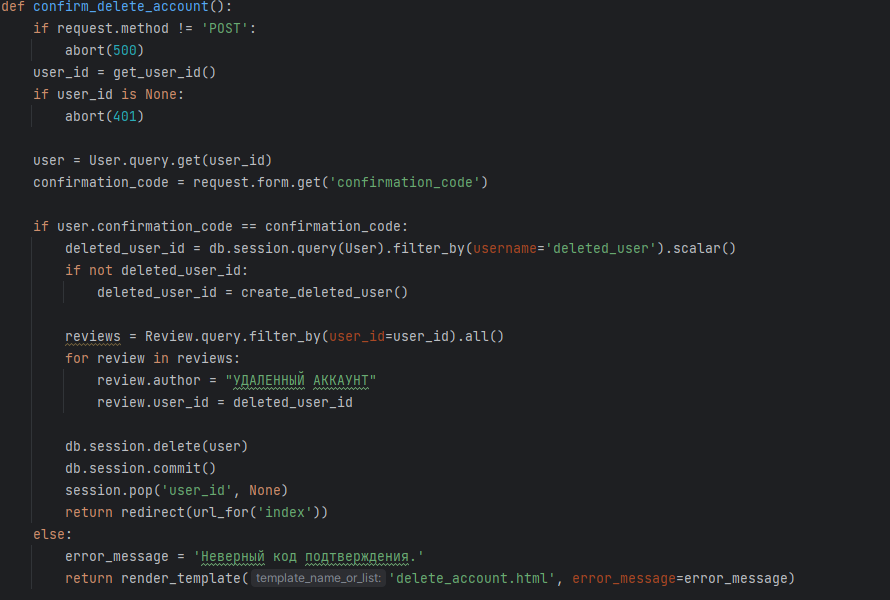 def confirm_delete_account():
    if request.method != 'POST':
        abort(500)
    user_id = get_user_id()
    if user_id is None:
        abort(401)

    user = User.query.get(user_id)
    confirmation_code = request.form.get('confirmation_code')

    if user.confirmation_code == confirmation_code:
        deleted_user_id = db.session.query(User).filter_by(username='deleted_user').scalar()
        if not deleted_user_id:
            deleted_user_id = create_deleted_user()

        reviews = Review.query.filter_by(user_id=user_id).all()
        for review in reviews:
            review.author = "УДАЛЕННЫЙ АККАУНТ"
            review.user_id = deleted_user_id

        db.session.delete(user)
        db.session.commit()
        session.pop('user_id', None)
        return redirect(url_for('index'))
    else:
        error_message = 'Неверный код подтверждения.'
        return render_template( template_name_or_list: 'delete_account.html', error_message=error_message)